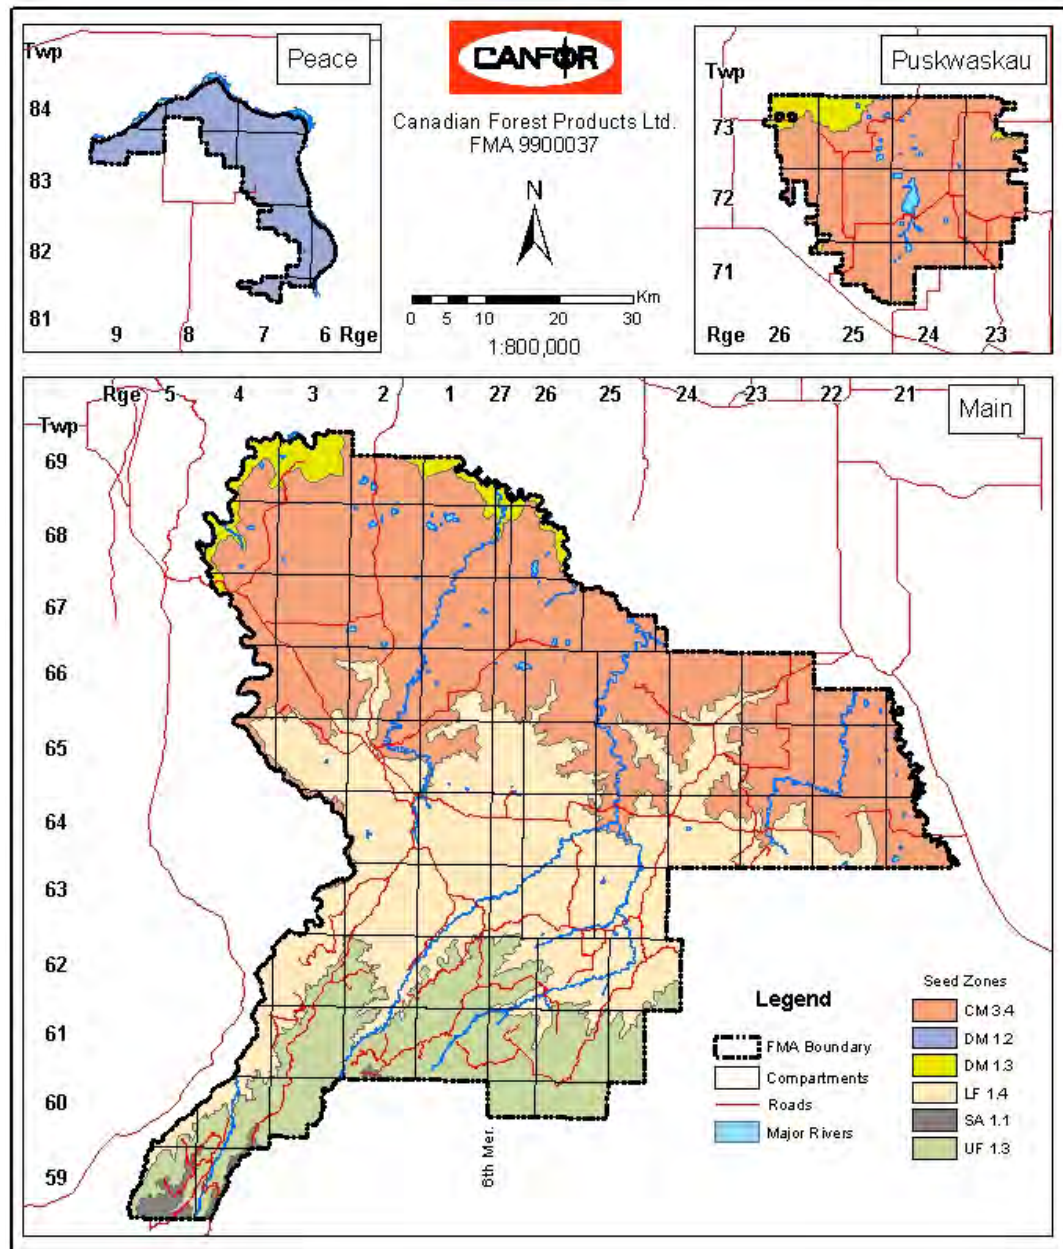 Twp
Peace
84
83
82
81
9 8 7 6 Rge
CANFOR
Canadian Forest Products Ltd.
FMA 9900037
N
Km
0 5 10 20 30
1:800,000
Puskwaskau
Twp
73
72
71
Rge 26 25 24 23
Rge 5 4 3 2 1 27 26 25 24 23 22 21
Main
Twp
69
68
67
66
65
64
63
62
61
60
59
6th Mer.
Legend
FMA Boundary
Compartments
Roads
Major Rivers
Seed Zones
CM 3.4
DM 1.2
DM 1.3
LF 1.4
SA 1.1
UF 1.3